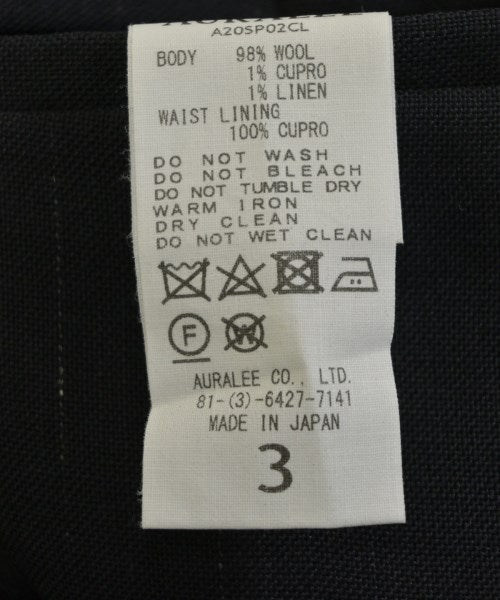 AURALEE
A20SP02CL
BODY 98% WOOL
1% CUPRO
1% LINEN
WAIST LINING
100% CUPRO
DO NOT WASH
DO NOT BLEACH
DO NOT TUMBLE DRY
WARM IRON
DRY CLEAN
DO NOT WET CLEAN
F W
AURALEE CO., LTD.
81-(3)-6427-7141
MADE IN JAPAN
3